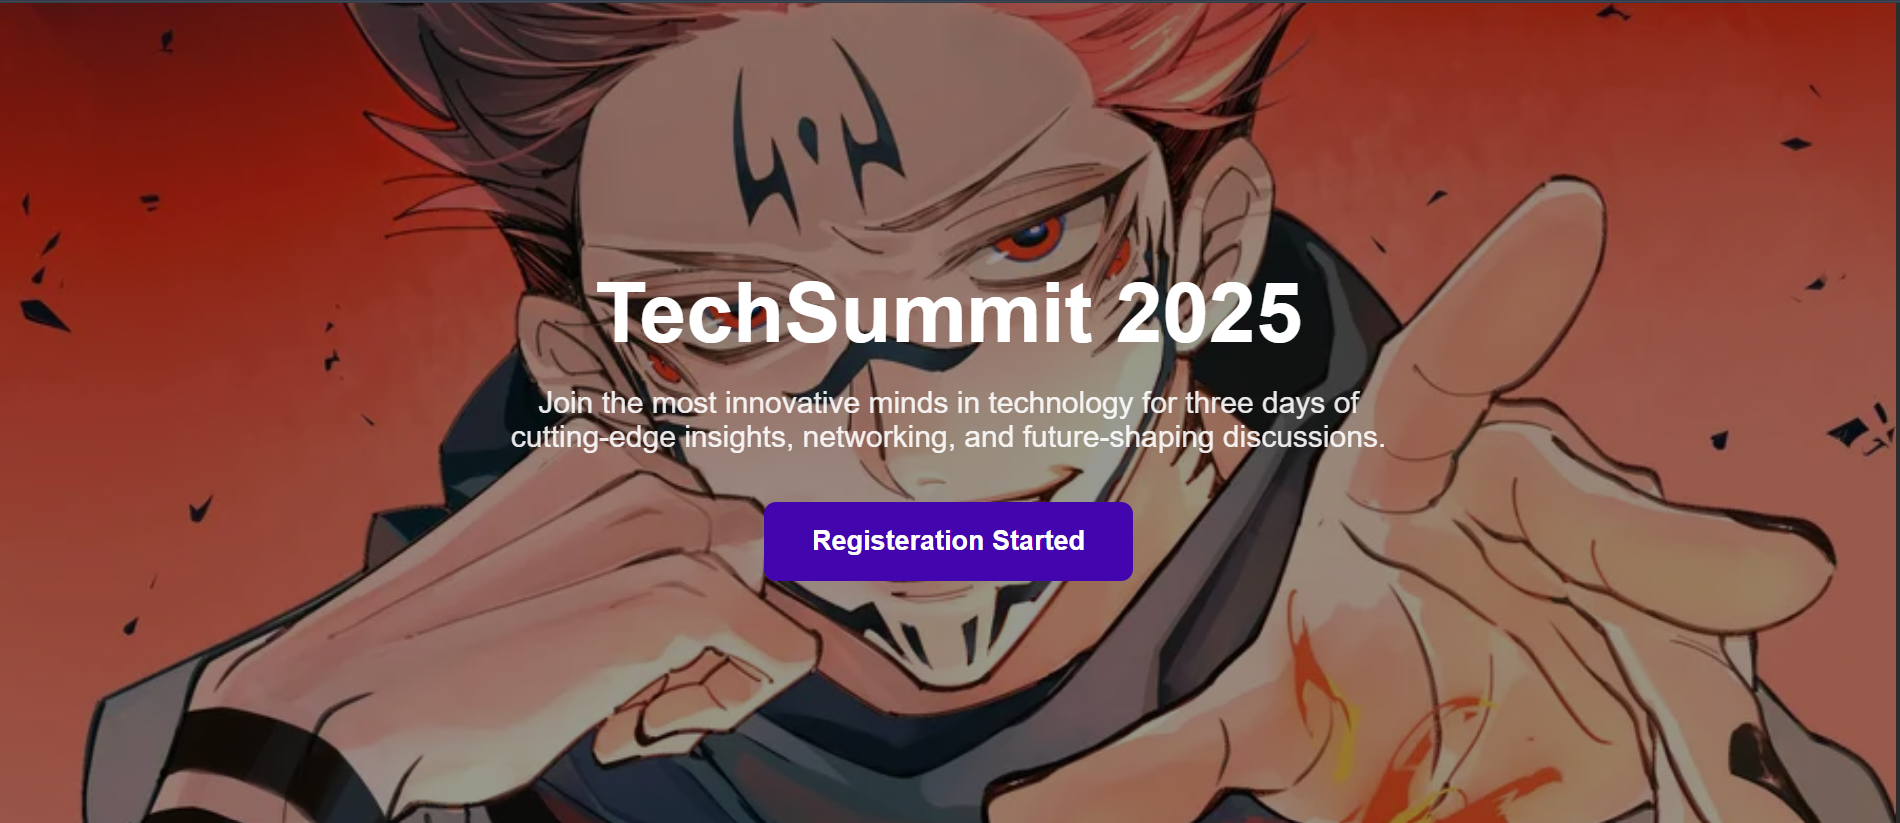 TechSummit 2025
Join the most innovative minds in technology for three days of
cutting-edge insights, networking, and future-shaping discussions.
Registeration Started